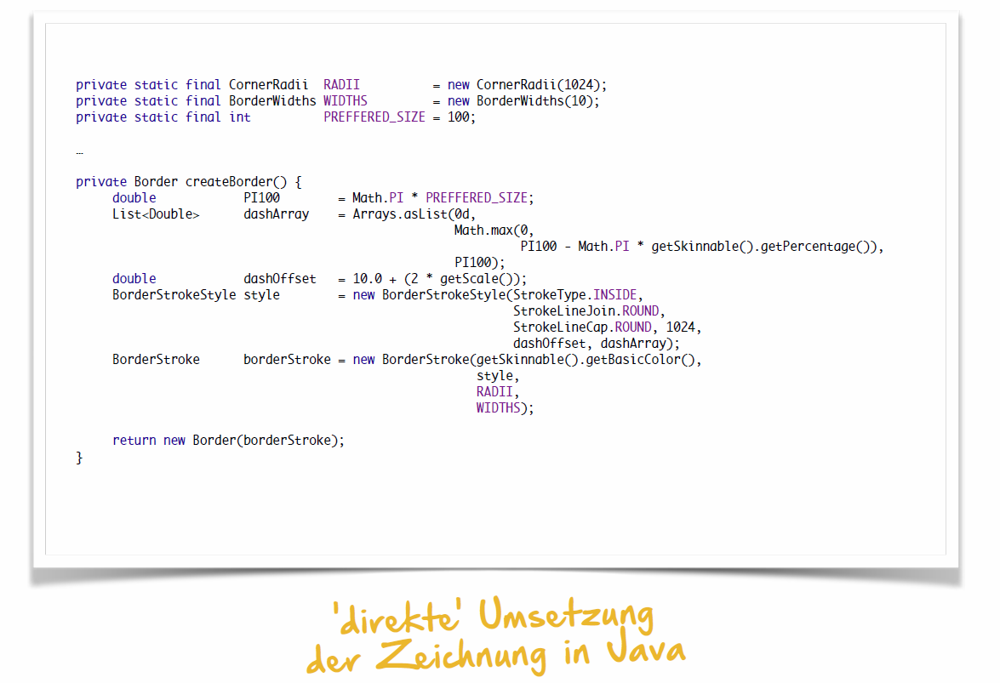 private static final CornerRadii  RADII          = new CornerRadii(1024);
private static final BorderWidths WIDTHS         = new BorderWidths(10);
private static final int          PREFFERED_SIZE = 100;
…
private Border createBorder() {
     double            PI100        = Math.PI * PREFFERED_SIZE;
     List<Double>      dashArray    = Arrays.asList(0d,
                                                    Math.max(0,
                                                             PI100 - Math.PI * getSkinnable().getPercentage()),
                                                    PI100);
     double            dashOffset   = 10.0 + (2 * getScale());
     BorderStrokeStyle style        = new BorderStrokeStyle(StrokeType.INSIDE,
                                                            StrokeLineJoin.ROUND,
                                                            StrokeLineCap.ROUND, 1024,
                                                            dashOffset, dashArray);
     BorderStroke      borderStroke = new BorderStroke(getSkinnable().getBasicColor(),
                                                       style,
                                                       RADII,
                                                       WIDTHS);
     return new Border(borderStroke);
}
'direkte' Umsetzung
der Zeichnung in Java